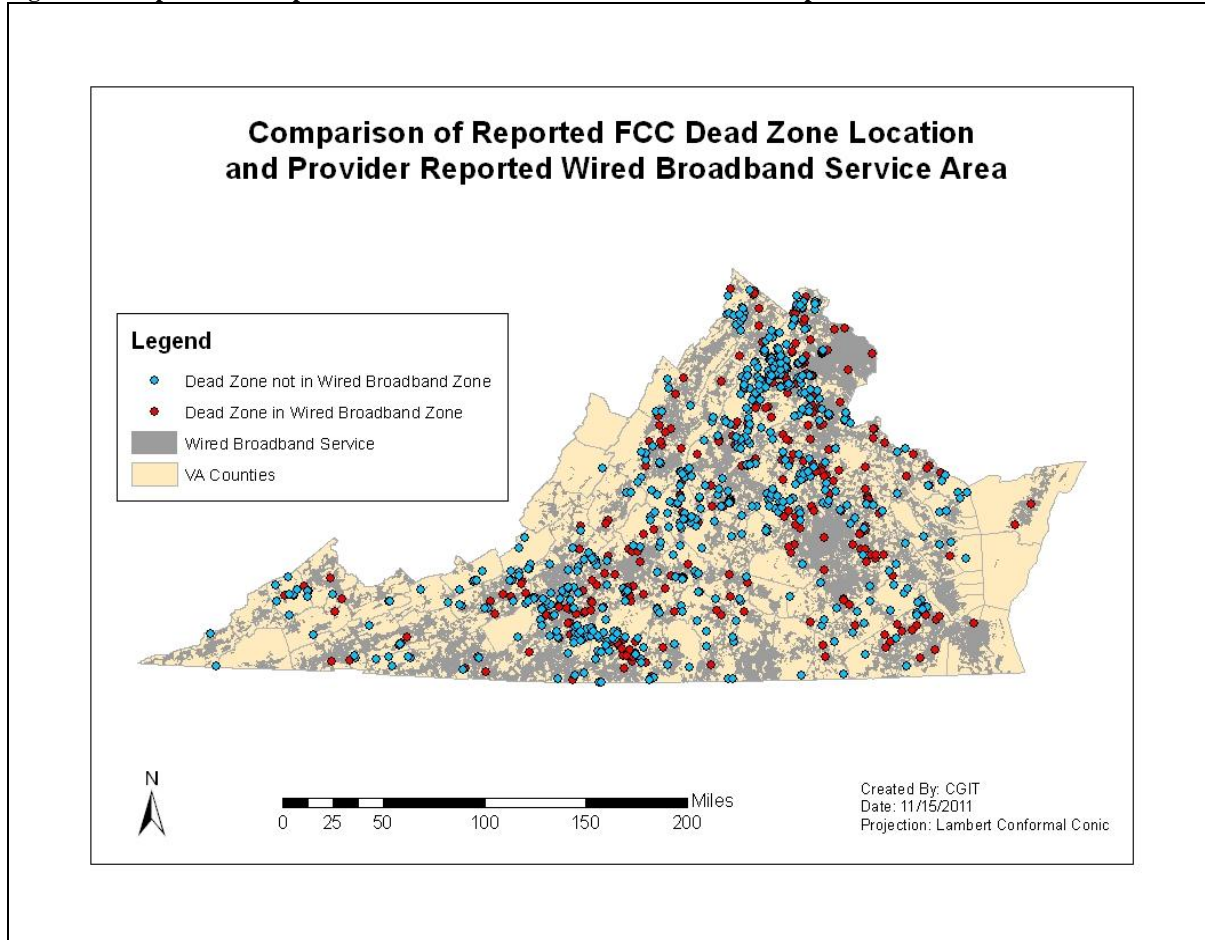 Comparison of Reported FCC Dead Zone Location
and Provider Reported Wired Broadband Service Area
Legend
Dead Zone not in Wired Broadband Zone
Dead Zone in Wired Broadband Zone
Wired Broadband Service
VA Counties
N
Miles
0 25 50 100 150 200
Created By: CGIT
Date: 11/15/2011
Projection: Lambert Conformal Conic